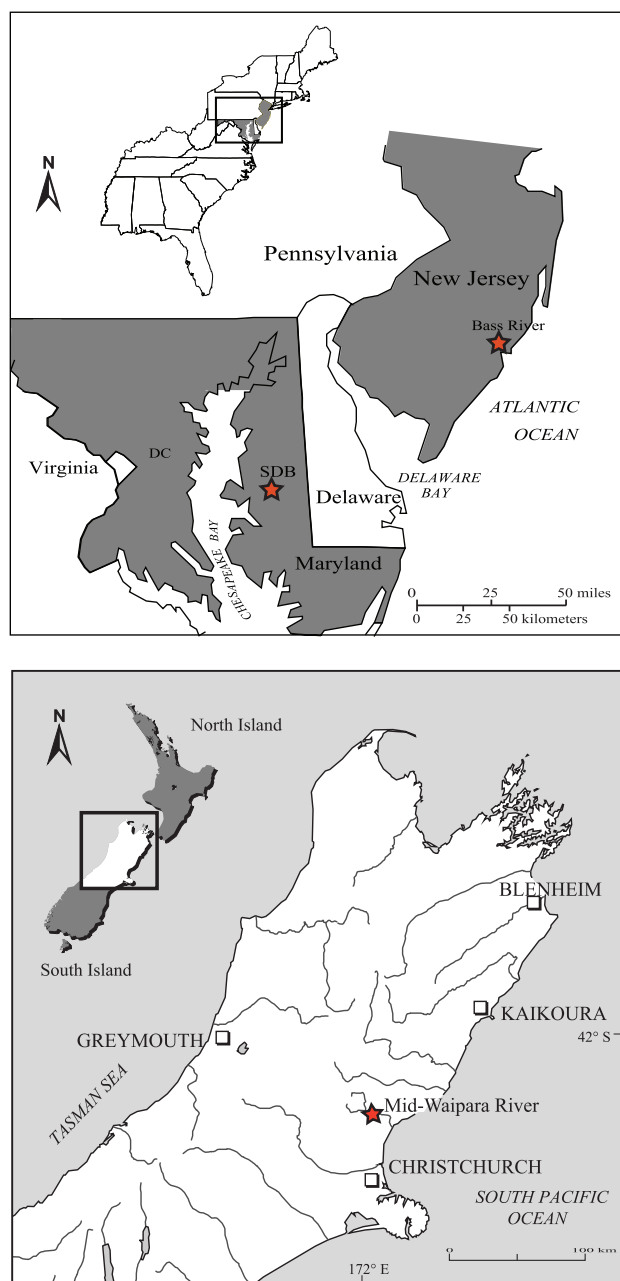 N
Pennsylvania
New Jersey
Bass River
ATLANTIC
OCEAN
DC
Virginia
SDB
Delaware
DELAWARE
BAY
CHESAPEAKE BAY
Maryland
0 25 50 miles
0 25 50 kilometers
N
North Island
South Island
BLENHEIM
KAIKOURA
42° S
GREYMOUTH
TASMAN SEA
Mid-Waipara River
CHRISTCHURCH
SOUTH PACIFIC
OCEAN
0 100 km
172° E